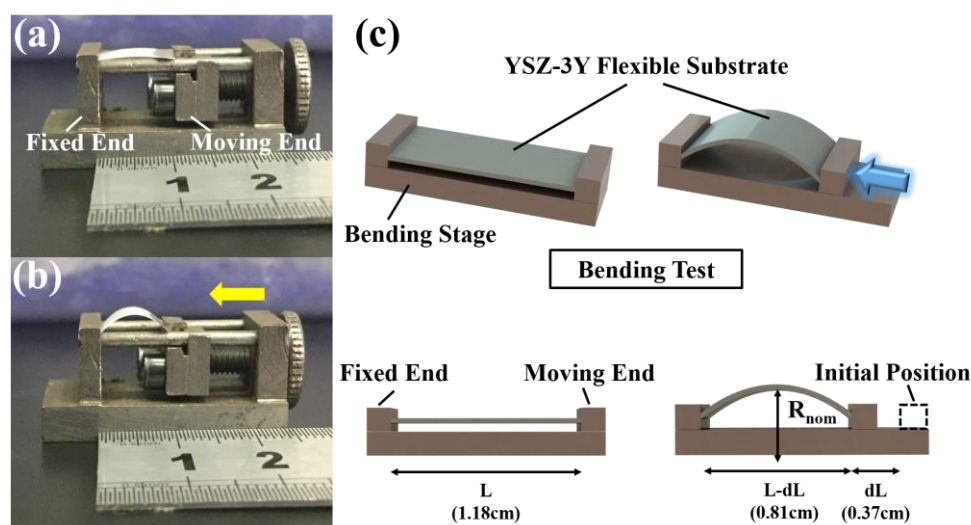 (a)
Fixed End
Moving End
1 2
(b)
1 2
(c)
YSZ-3Y Flexible Substrate
Bending Stage
Bending Test
Fixed End
Moving End
Initial Position
R_nom
L
(1.18cm)
L-dL
(0.81cm)
dL
(0.37cm)